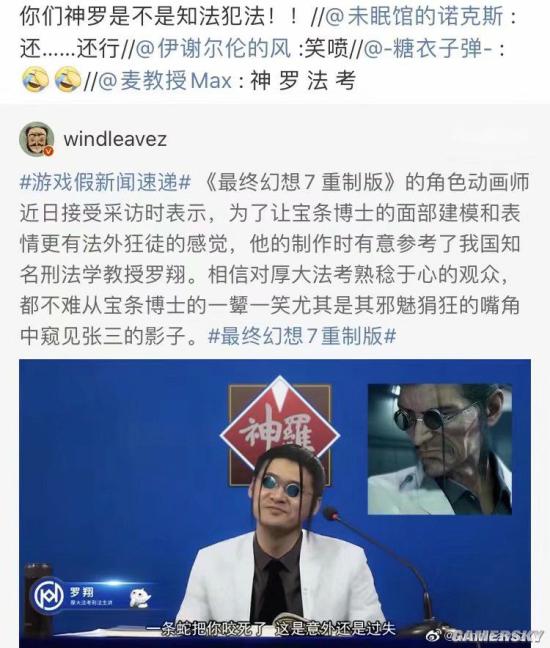 你们神罗是不是知法犯法！！//@未眠馆的诺克斯：
还……还行//@伊谢尔伦的风:笑喷//@-糖衣子弹-：
//@麦教授Max：神 罗 法 考
windleavez
#游戏假新闻速递# 《最终幻想7 重制版》的角色动画师
近日接受采访时表示，为了让宝条博士的面部建模和表
情更有法外狂徒的感觉，他的制作时有意参考了我国知
名刑法学教授罗翔。相信对厚大法考熟稔于心的观众，
都不难从宝条博士的一颦一笑尤其是其邪魅狷狂的嘴角
中窥见张三的影子。#最终幻想7重制版#
神羅
罗翔
厚大法考刑法主讲
一条蛇把你咬死了 这是意外还是过失
GAMERSKY